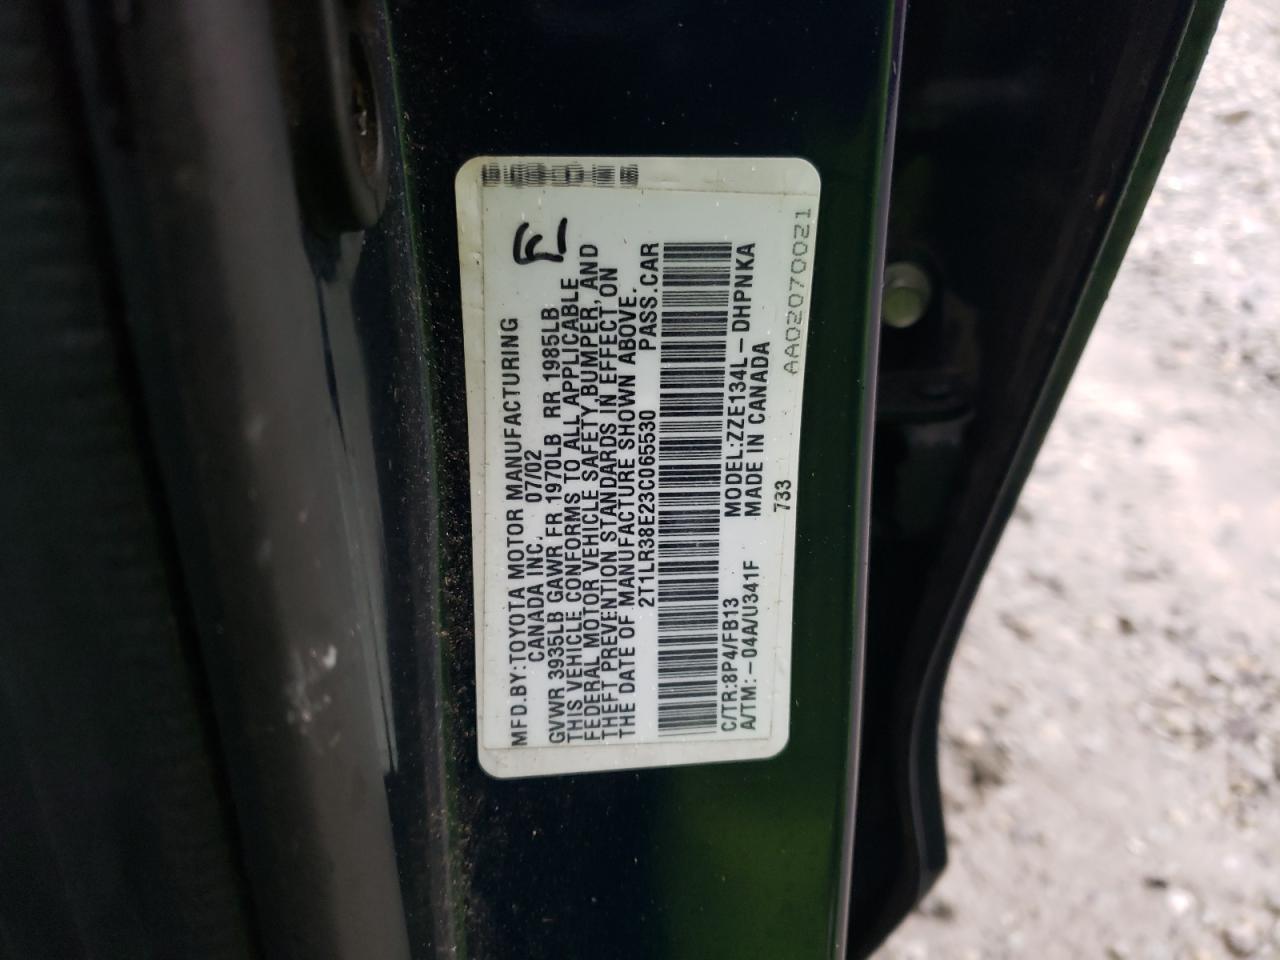 MFD.BY:TOYOTA MOTOR MANUFACTURING
CANADA INC. 07/02
GVWR 3935LB GAWR FR 1970LB RR 1985LB
THIS VEHICLE CONFORMS TO ALL APPLICABLE
FEDERAL MOTOR VEHICLE SAFETY,BUMPER, AND
THEFT PREVENTION STANDARDS IN EFFECT ON
THE DATE OF MANUFACTURE SHOWN ABOVE.
2T1LR38E23C065530 PASS.CAR
C/TR:8P4/FB13 MODEL:ZZE134L-DHPNKA
A/TM:-04A/U341F MADE IN CANADA
733
AA02070021